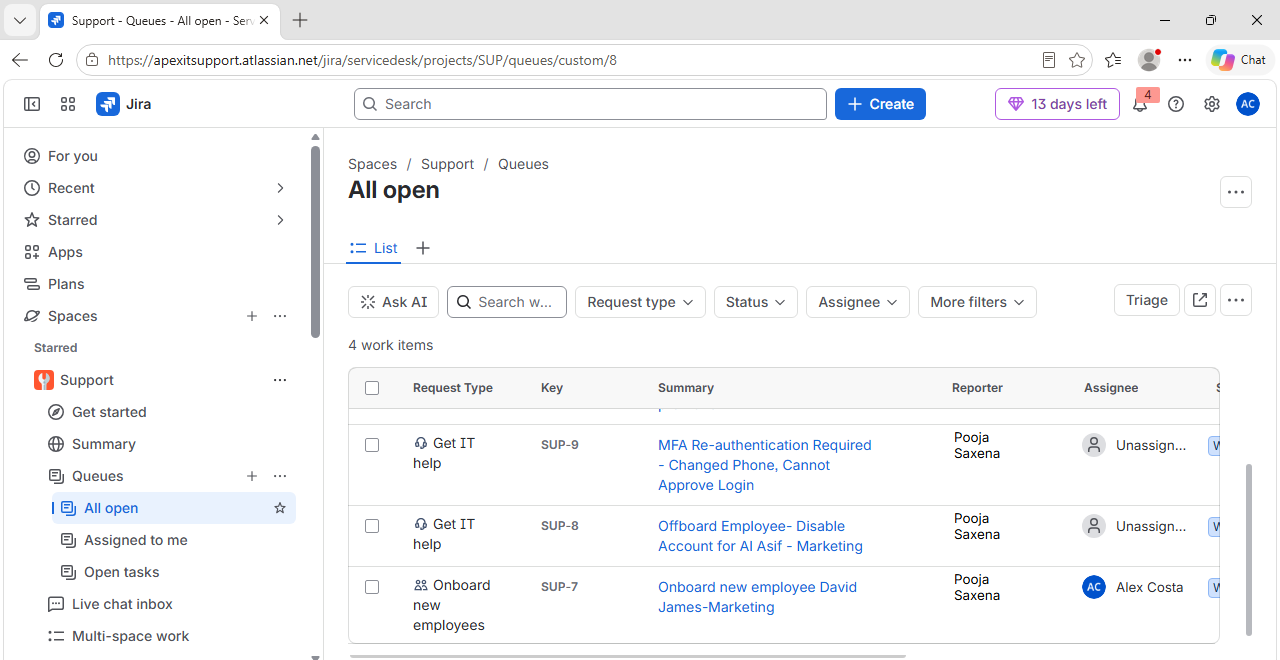 Support - Queues - All open - Serv
https://apexitsupport.atlassian.net/jira/servicedesk/projects/SUP/queues/custom/8
Chat
Jira
Search
Create
13 days left
4
AC
For you
Recent
Starred
Apps
Plans
Spaces
Starred
Support
Get started
Summary
Queues
All open
Assigned to me
Open tasks
Live chat inbox
Multi-space work
Spaces / Support / Queues
All open
List
Ask AI
Search w...
Request type
Status
Assignee
More filters
Triage
4 work items
Request Type Key Summary Reporter Assignee
Get IT
help
SUP-9
MFA Re-authentication Required
- Changed Phone, Cannot
Approve Login
Pooja
Saxena
Unassign...
Get IT
help
SUP-8
Offboard Employee- Disable
Account for Al Asif - Marketing
Pooja
Saxena
Unassign...
Onboard
new
employees
SUP-7
Onboard new employee David
James-Marketing
Pooja
Saxena
AC Alex Costa